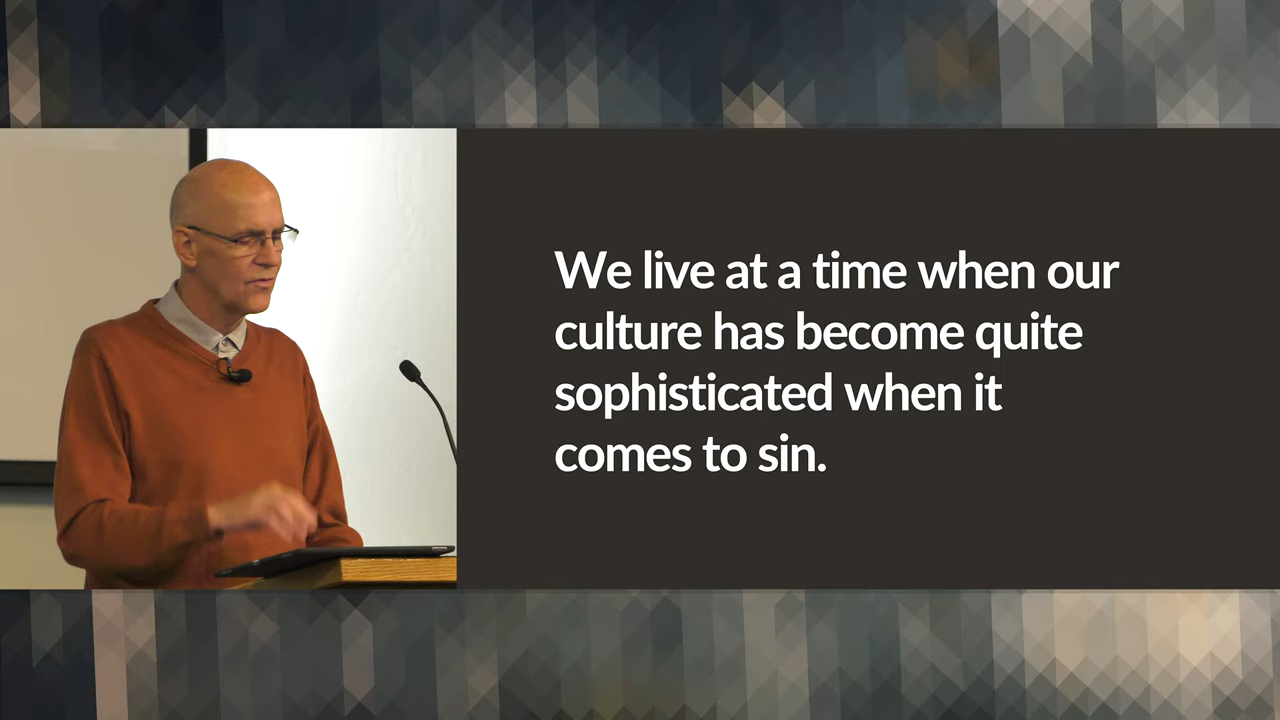 We live at a time when our
culture has become quite
sophisticated when it
comes to sin.